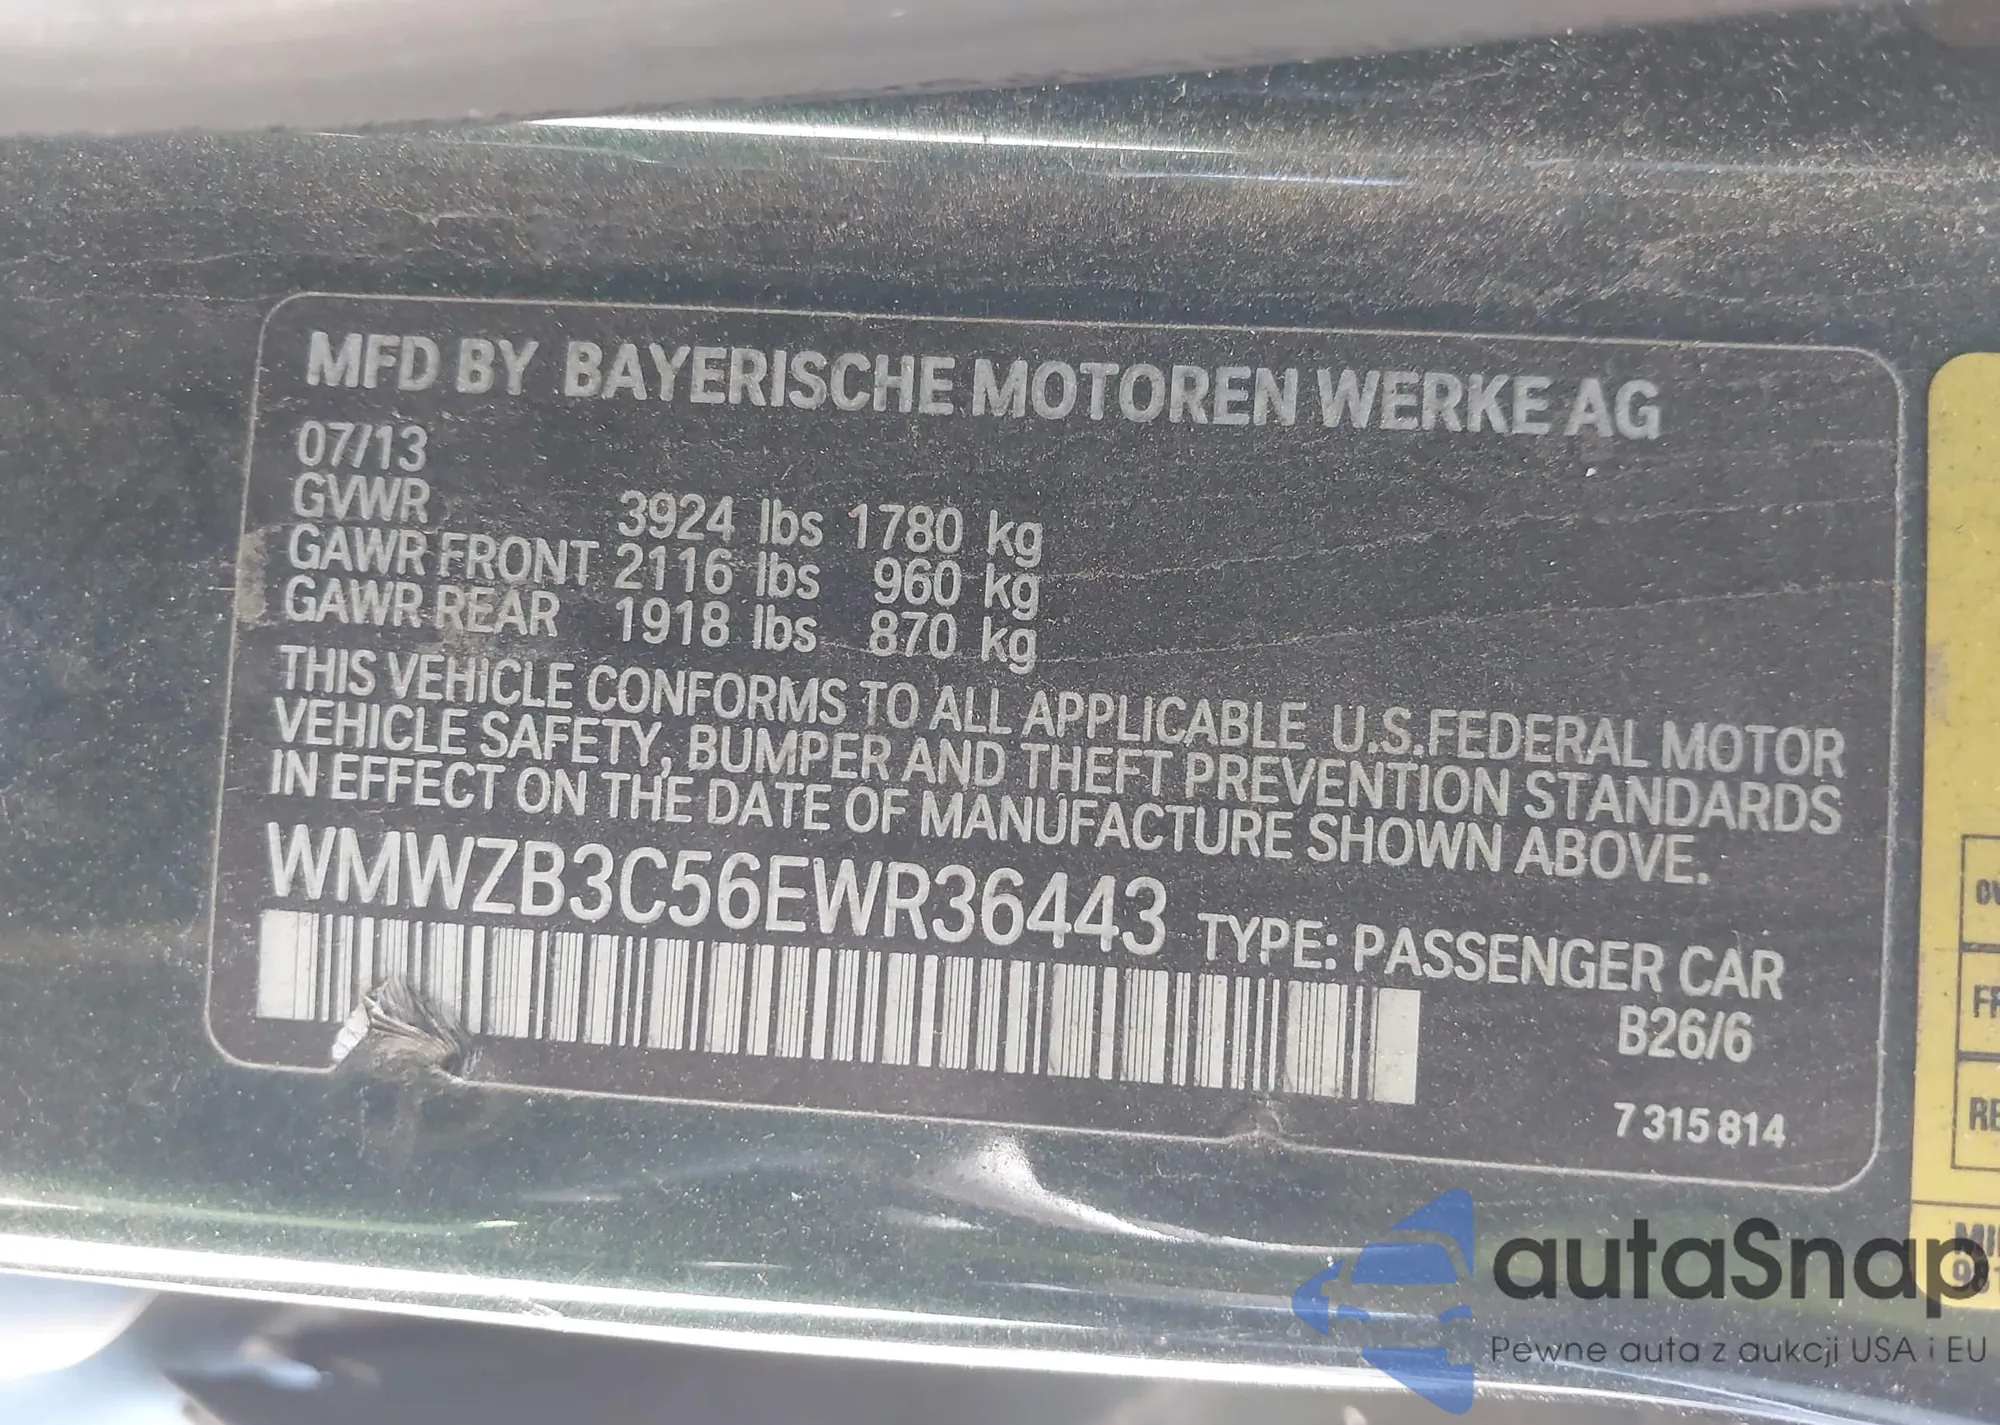 MFD BY BAYERISCHE MOTOREN WERKE AG
07/13
GVWR 3924 lbs 1780 kg
GAWR FRONT 2116 lbs 960 kg
GAWR REAR 1918 lbs 870 kg
THIS VEHICLE CONFORMS TO ALL APPLICABLE U.S.FEDERAL MOTOR
VEHICLE SAFETY, BUMPER AND THEFT PREVENTION STANDARDS
IN EFFECT ON THE DATE OF MANUFACTURE SHOWN ABOVE.
WMWZB3C56EWR36443 TYPE: PASSENGER CAR
B26/6
7 315 814
autaSnap
Pewne auta z aukcji USA i EU